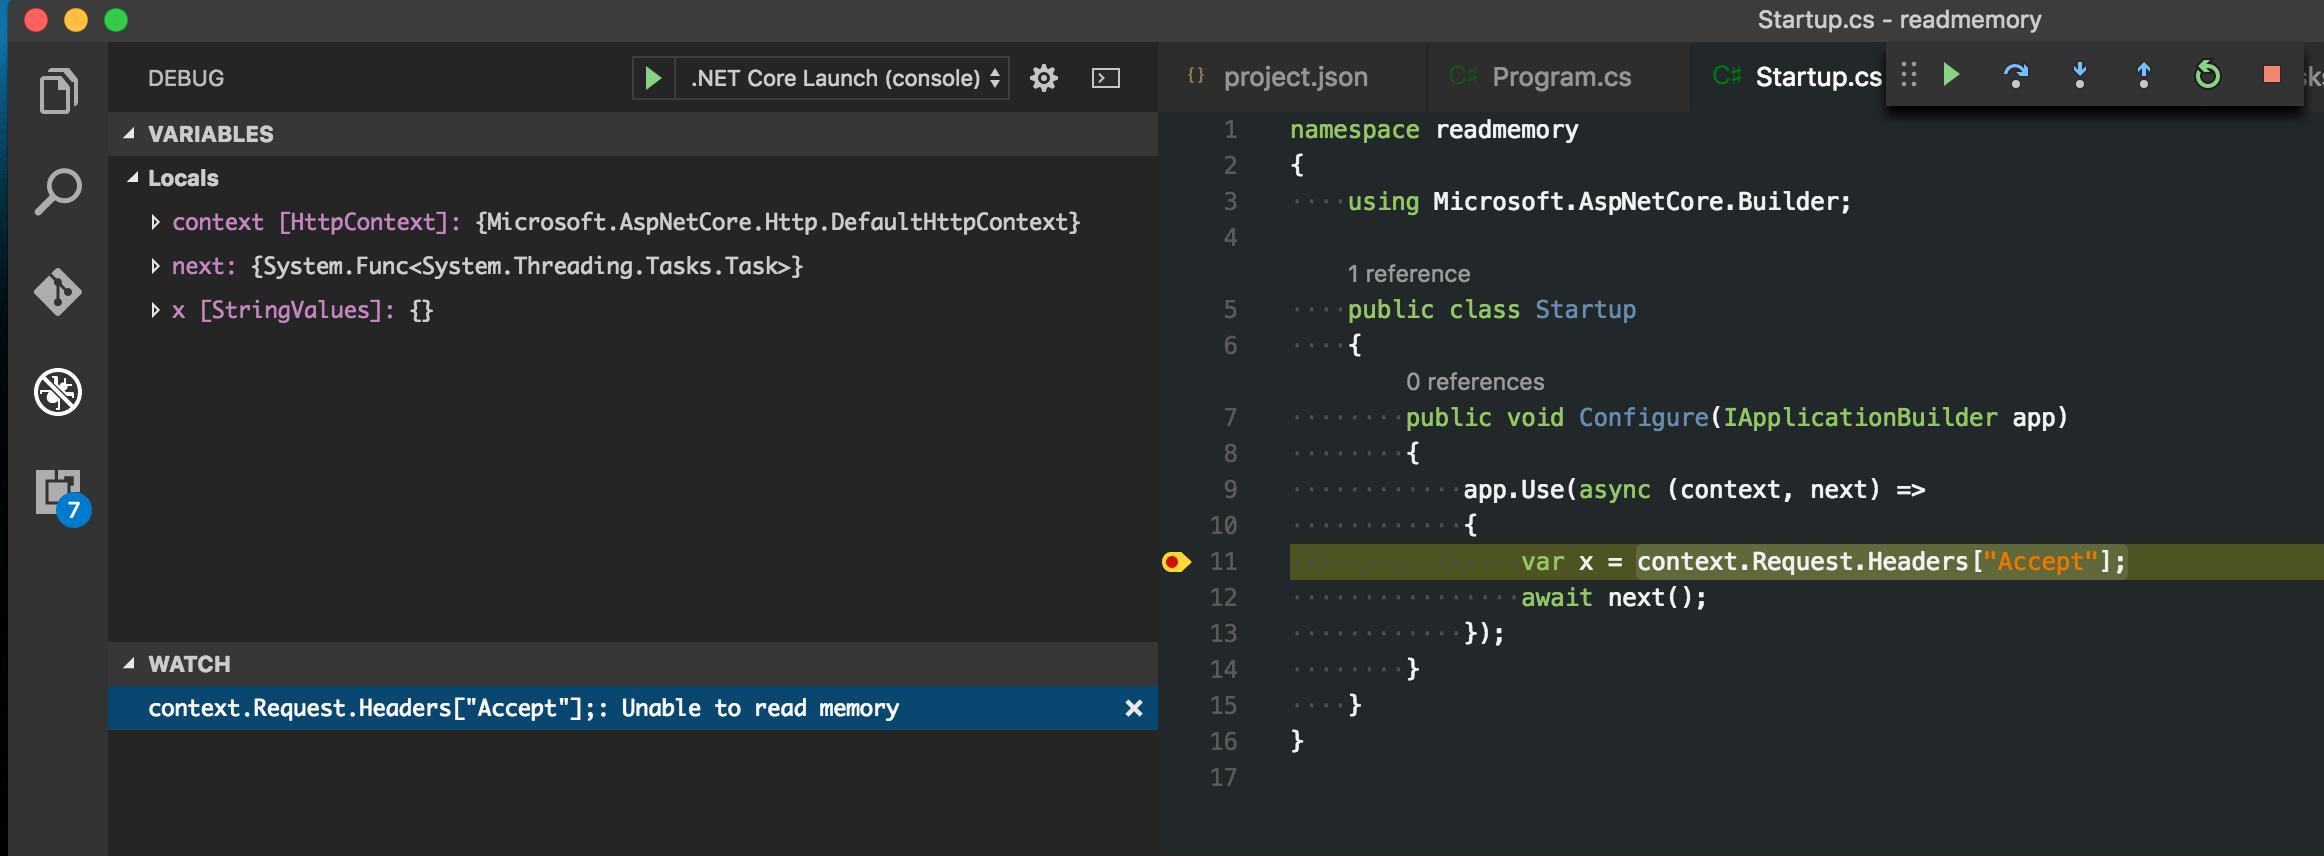 Startup.cs - readmemory
DEBUG
.NET Core Launch (console)
VARIABLES
Locals
context [HttpContext]: {Microsoft.AspNetCore.Http.DefaultHttpContext}
next: {System.Func<System.Threading.Tasks.Task>}
x [StringValues]: {}
7
WATCH
context.Request.Headers["Accept"];: Unable to read memory
{} project.json
C# Program.cs
C# Startup.cs
1 namespace readmemory
2 {
3 using Microsoft.AspNetCore.Builder;
4
1 reference
5 public class Startup
6 {
0 references
7 public void Configure(IApplicationBuilder app)
8 {
9 app.Use(async (context, next) =>
10 {
11 var x = context.Request.Headers["Accept"];
12 await next();
13 });
14 }
15 }
16 }
17